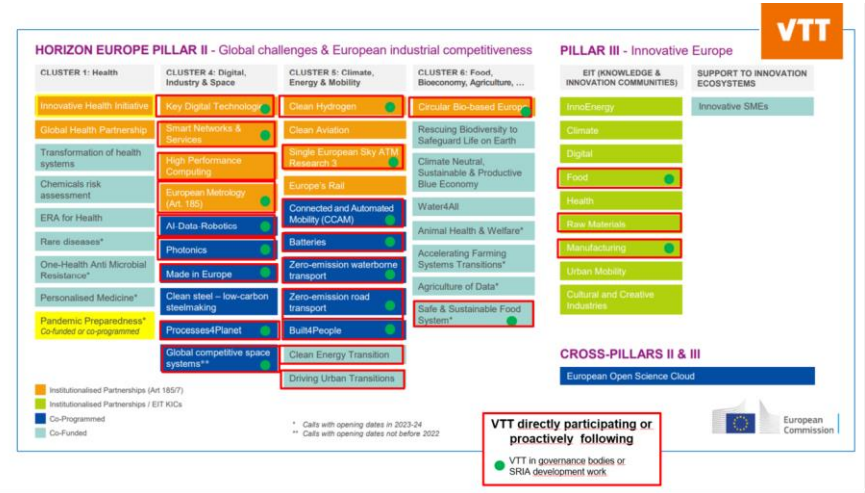 VTT
HORIZON EUROPE PILLAR II - Global challenges & European industrial competitiveness
CLUSTER 1: Health
Innovative Health Initiative
Global Health Partnership
Transformation of health
systems
Chemicals risk
assessment
ERA for Health
Rare diseases*
One-Health Anti Microbial
Resistance*
Personalised Medicine*
Pandemic Preparedness*
Co-funded or co-programmed
CLUSTER 4: Digital,
Industry & Space
Key Digital Technologi
Smart Networks &
Services
High Performance
Computing
European Metrology
(Art. 185)
AI-Data-Robotics
Photonics
Made in Europe
Clean steel – low-carbon
steelmaking
Processes4Planet
Global competitive space
systems**
CLUSTER 5: Climate,
Energy & Mobility
Clean Hydrogen
Clean Aviation
Single European Sky ATM
Research 3
Europe's Rail
Connected and Automated
Mobility (CCAM)
Batteries
Zero-emission waterborne
transport
Zero-emission road
transport
Built4People
Clean Energy Transition
Driving Urban Transitions
CLUSTER 6: Food,
Bioeconomy, Agriculture, ...
Circular Bio-based Europe
Rescuing Biodiversity to
Safeguard Life on Earth
Climate Neutral,
Sustainable & Productive
Blue Economy
Water4All
Animal Health & Welfare*
Accelerating Farming
Systems Transitions*
Agriculture of Data*
Safe & Sustainable Food
System*
PILLAR III - Innovative Europe
EIT (KNOWLEDGE &
INNOVATION COMMUNITIES)
InnoEnergy
Climate
Digital
Food
Health
Raw Materials
Manufacturing
Urban Mobility
Cultural and Creative
Industries
SUPPORT TO INNOVATION
ECOSYSTEMS
Innovative SMEs
CROSS-PILLARS II & III
European Open Science Cloud
Institutionalised Partnerships (Art 185/7)
Institutionalised Partnerships / EIT KICs
Co-Programmed
Co-Funded
* Calls with opening dates in 2023-24
** Calls with opening dates not before 2022
VTT directly participating or
proactively following
VTT in governance bodies or
SRIA development work
European
Commission